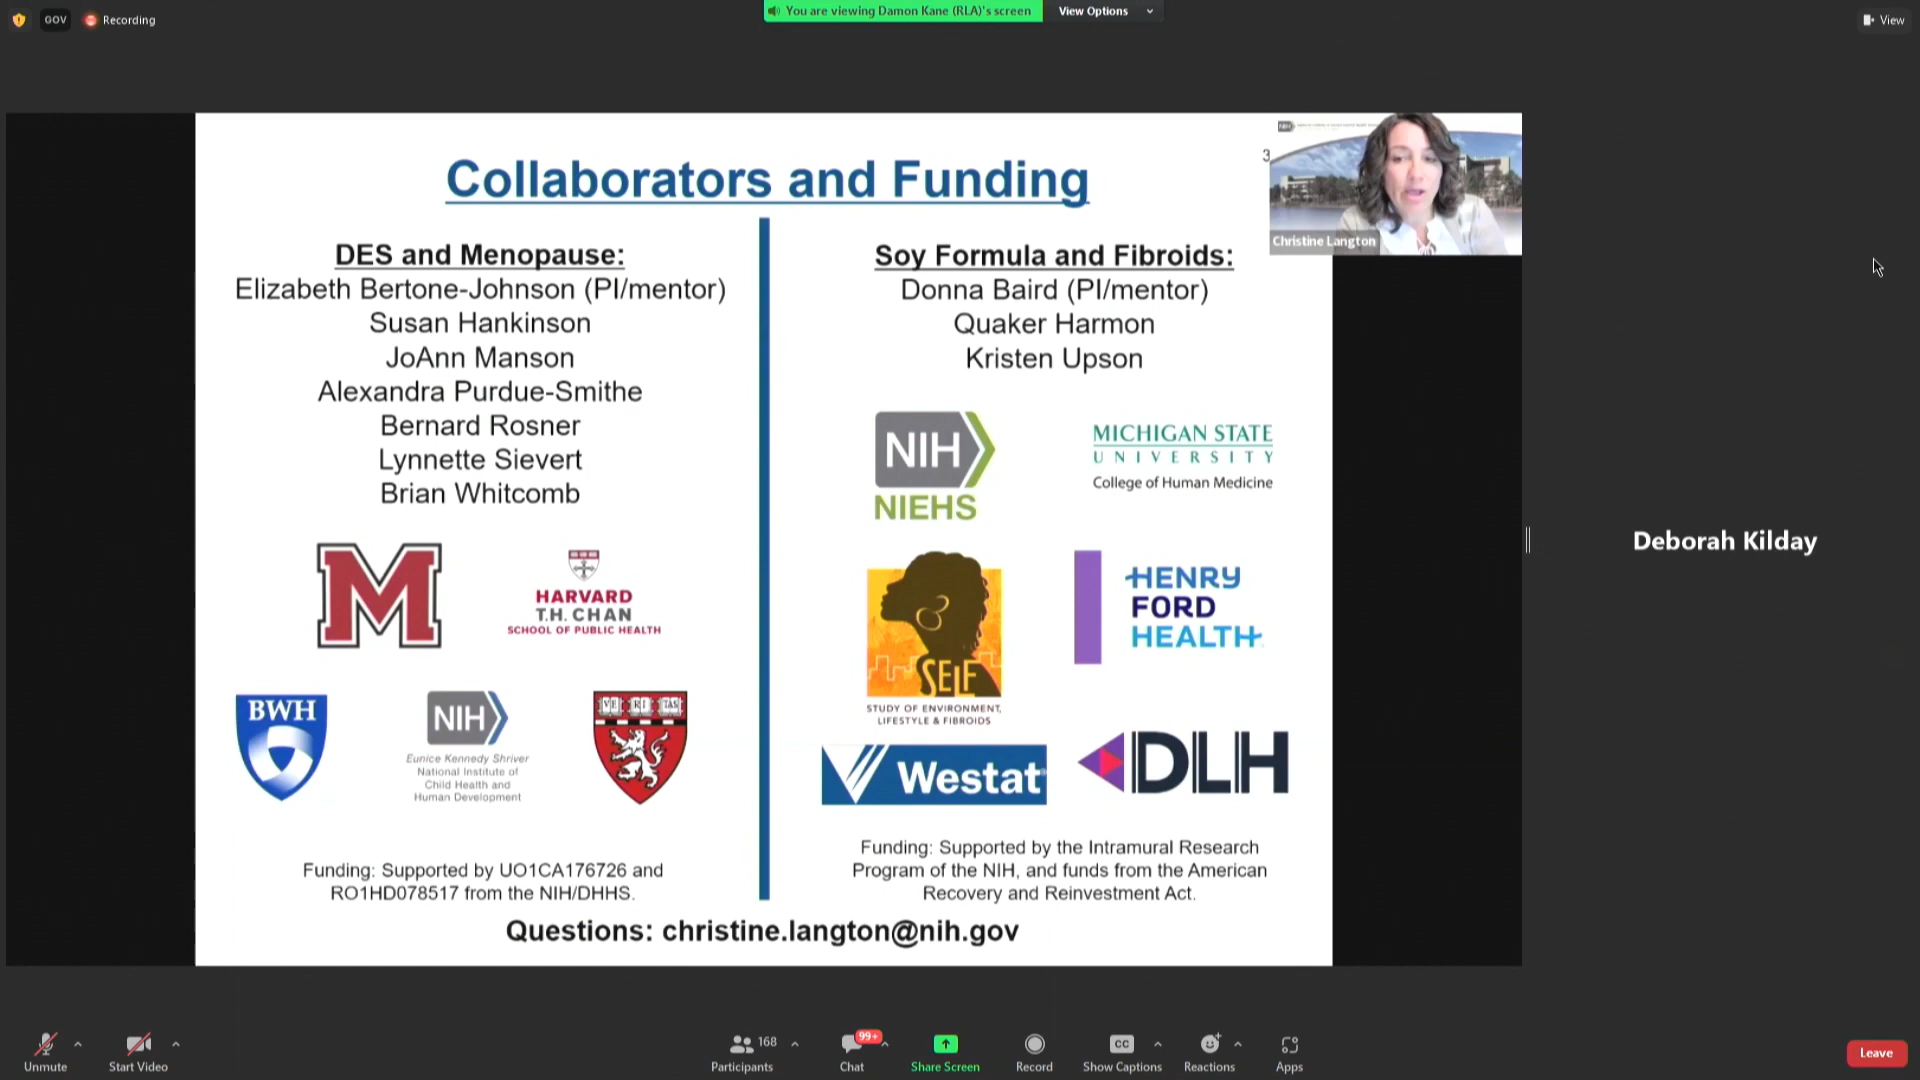 GOV
Recording
You are viewing Damon Kane (RLA)'s screen
View Options
View
Collaborators and Funding
3
Christine Langton
DES and Menopause:
Elizabeth Bertone-Johnson (PI/mentor)
Susan Hankinson
JoAnn Manson
Alexandra Purdue-Smithe
Bernard Rosner
Lynnette Sievert
Brian Whitcomb
M
HARVARD
T.H. CHAN
SCHOOL OF PUBLIC HEALTH
BWH
NIH
Eunice Kennedy Shriver
National Institute of
Child Health and
Human Development
VE RI TAS
Funding: Supported by UO1CA176726 and
RO1HD078517 from the NIH/DHHS.
Soy Formula and Fibroids:
Donna Baird (PI/mentor)
Quaker Harmon
Kristen Upson
NIH
NIEHS
MICHIGAN STATE
UNIVERSITY
College of Human Medicine
SELF
STUDY OF ENVIRONMENT,
LIFESTYLE & FIBROIDS
HENRY
FORD
HEALTH
Westat
DLH
Funding: Supported by the Intramural Research
Program of the NIH, and funds from the American
Recovery and Reinvestment Act.
Questions: christine.langton@nih.gov
Deborah Kilday
Unmute
Start Video
168
Participants
99+
Chat
Share Screen
Record
CC
Show Captions
Reactions
Apps
Leave